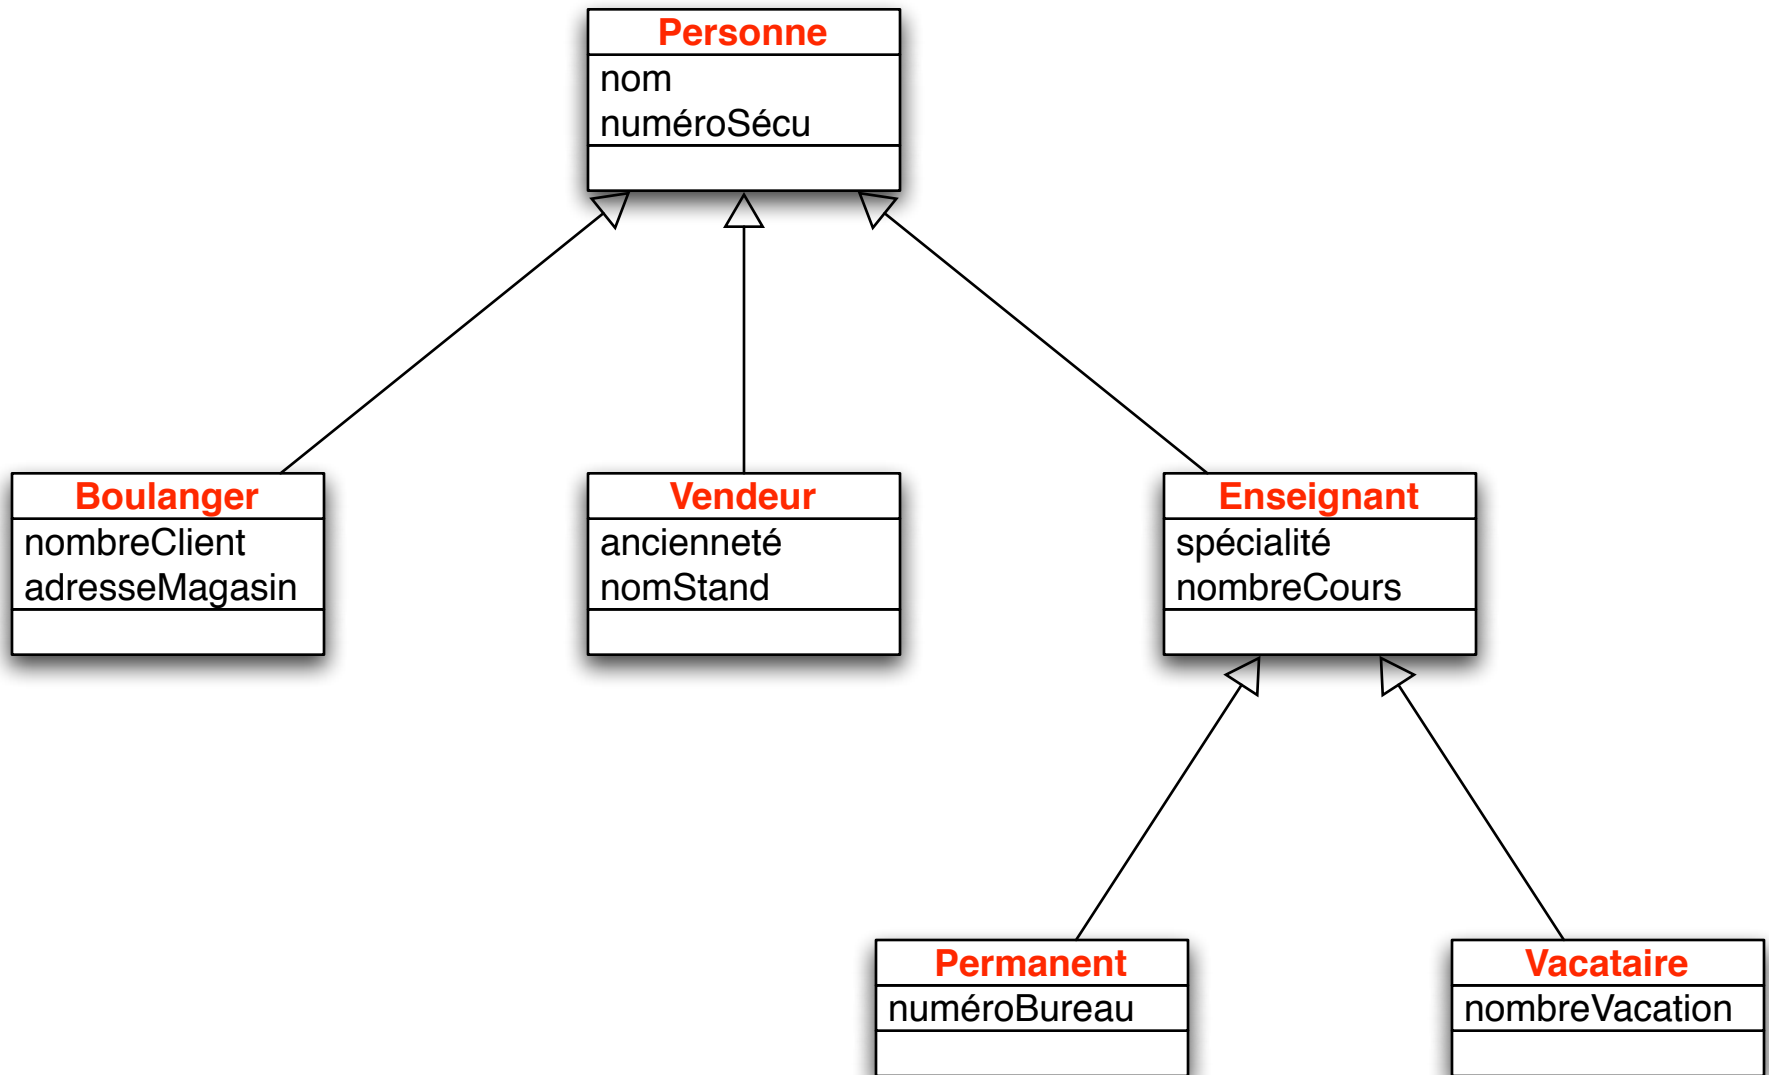 Personne
nom
numéroSécu
Boulanger
nombreClient
adresseMagasin
Vendeur
ancienneté
nomStand
Enseignant
spécialité
nombreCours
Permanent
numéroBureau
Vacataire
nombreVacation